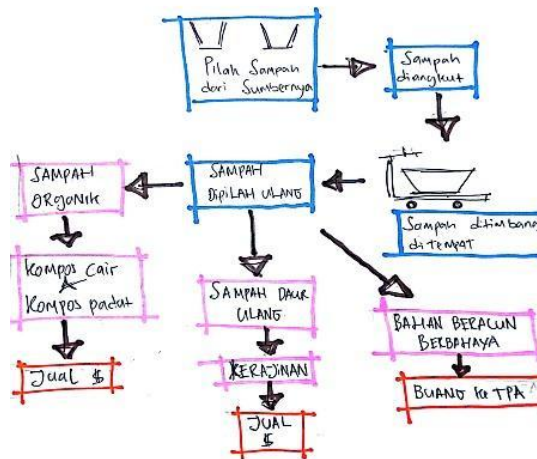 Pilah Sampah
dari Sumbernya
Sampah
diangkut
Sampah ditimbang
di tempat
SAMPAH
DIPILAH ULANG
SAMPAH
ORGANIK
Kompos Cair
&
Kompos padat
Jual $
SAMPAH DAUR
ULANG
KERAJINAN
JUAL
$
BAHAN BERACUN
BERBAHAYA
BUANG ke TPA